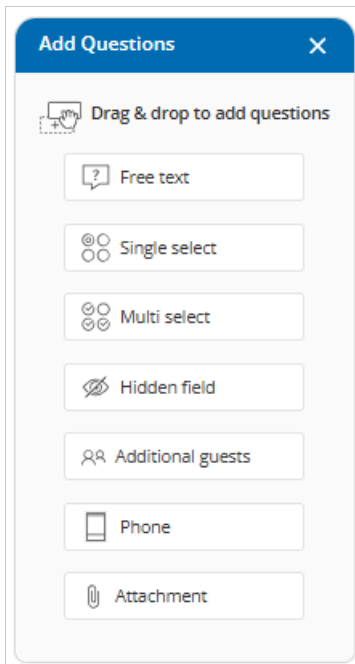 Add Questions
Drag & drop to add questions
Free text
Single select
Multi select
Hidden field
Additional guests
Phone
Attachment